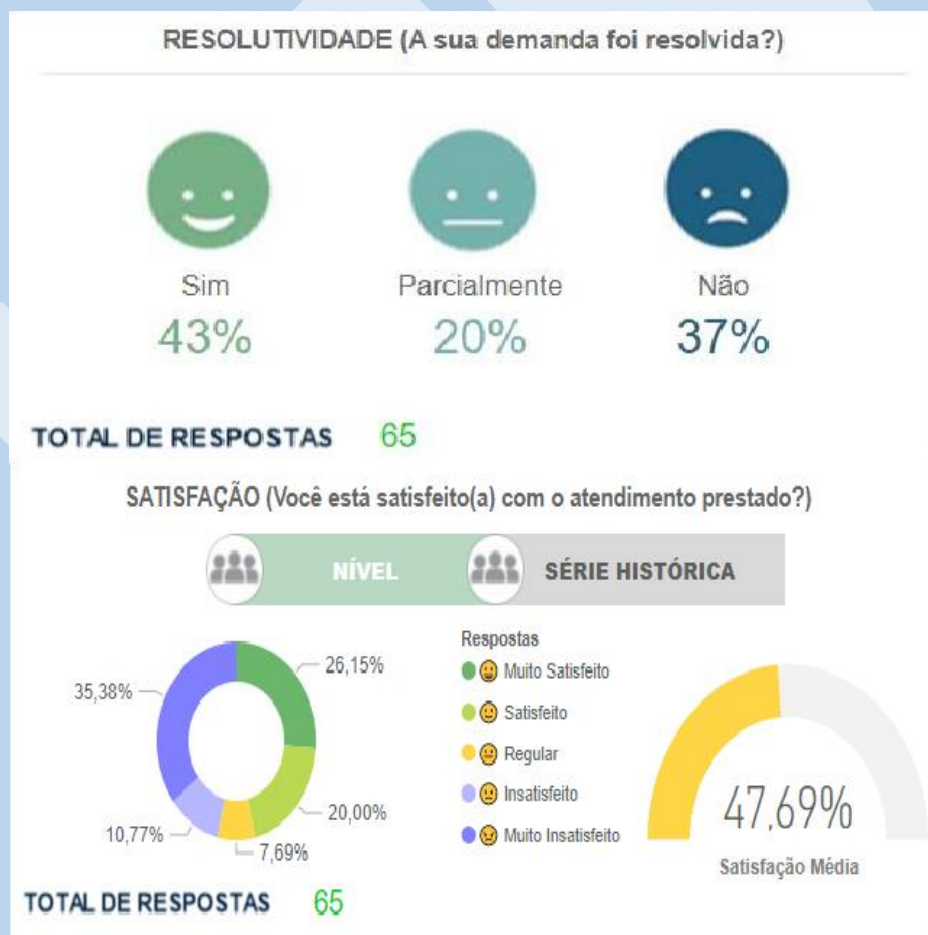 RESOLUTIVIDADE (A sua demanda foi resolvida?)
Sim
Parcialmente
Não
43%
20%
37%
TOTAL DE RESPOSTAS 65
SATISFAÇÃO (Você está satisfeito(a) com o atendimento prestado?)
NÍVEL
SÉRIE HISTÓRICA
26,15%
35,38%
20,00%
10,77%
7,69%
Respostas
Muito Satisfeito
Satisfeito
Regular
Insatisfeito
Muito Insatisfeito
47,69%
Satisfação Média
TOTAL DE RESPOSTAS 65